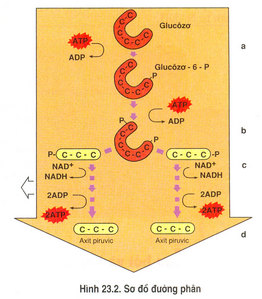 Glucôzơ
a
ATP
ADP
C C C C C C
Glucôzơ - 6 - P
P
C C C C C C
ATP
ADP
b
P
P
C C C C C C
P- C - C - C
C - C - C -P
c
NAD⁺
NADH
NAD⁺
NADH
2ADP
2ATP
2ADP
2ATP
C - C - C
C - C - C
d
Axit piruvic
Axit piruvic
Hình 23.2. Sơ đồ đường phân